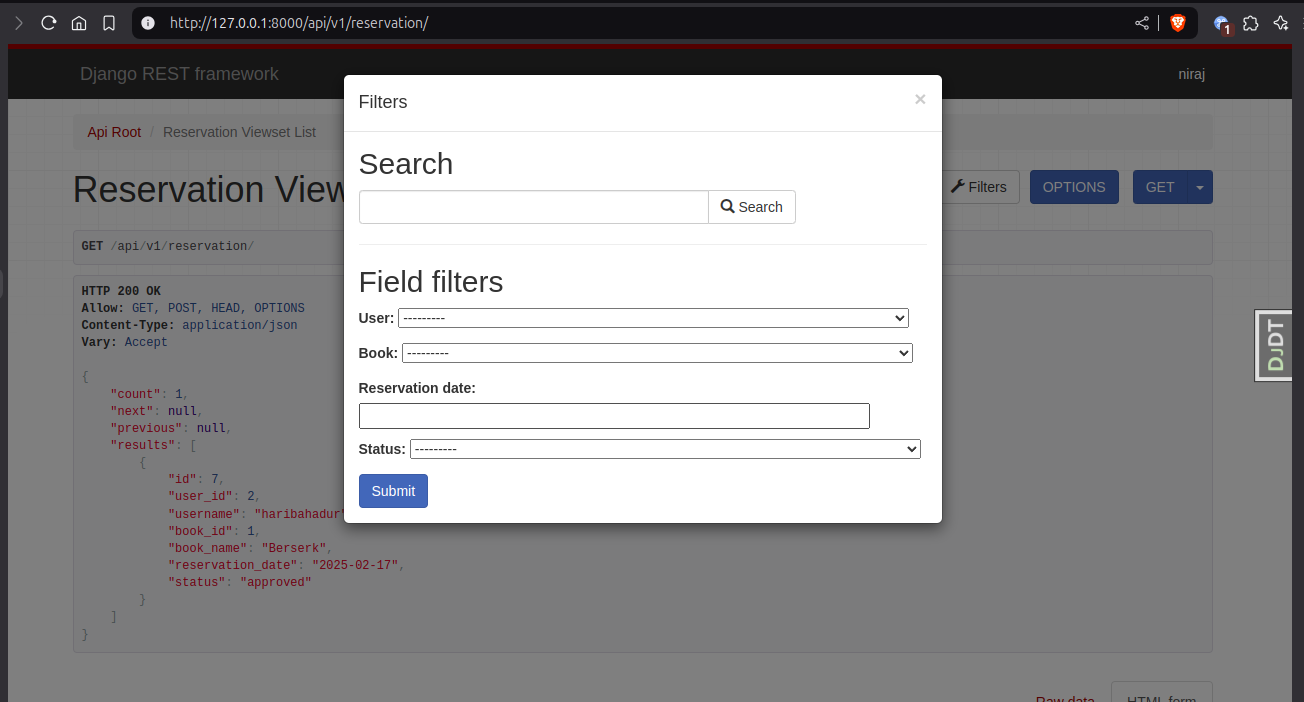 http://127.0.0.1:8000/api/v1/reservation/
1
Django REST framework
niraj
Filters
×
Api Root / Reservation Viewset List
Search
Reservation View
Filters
OPTIONS
GET
Search
GET /api/v1/reservation/
Field filters
HTTP 200 OK
Allow: GET, POST, HEAD, OPTIONS
Content-Type: application/json
Vary: Accept
User: ---------
Book: ---------
Reservation date:
Status: ---------
Submit
DJDT
{
"count": 1,
"next": null,
"previous": null,
"results": [
{
"id": 7,
"user_id": 2,
"username": "haribahadur"
"book_id": 1,
"book_name": "Berserk",
"reservation_date": "2025-02-17",
"status": "approved"
}
]
}
Raw data
HTML form